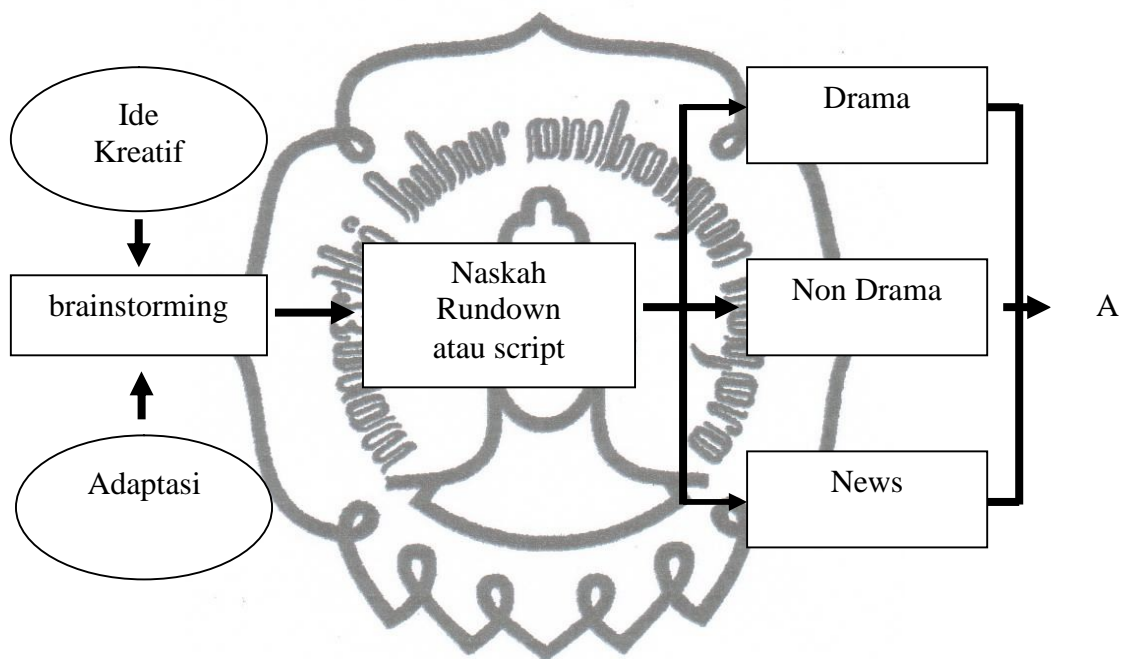 Ide
Kreatif
brainstorming
Adaptasi
Naskah
Rundown
atau script
Drama
Non Drama
News
A